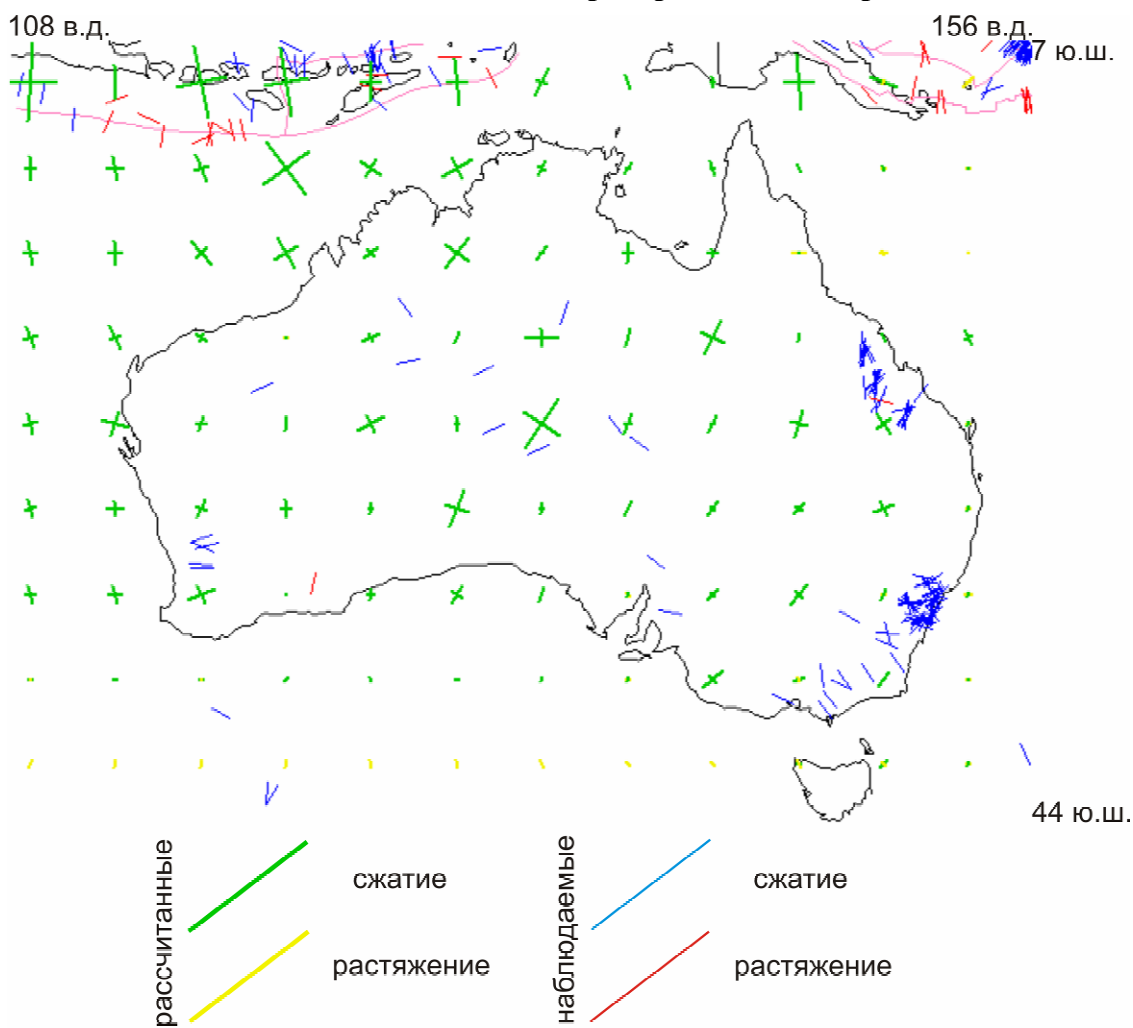 108 в.д.
156 в.д.
7 ю.ш.
44 ю.ш.
рассчитанные
сжатие
растяжение
наблюдаемые
сжатие
растяжение